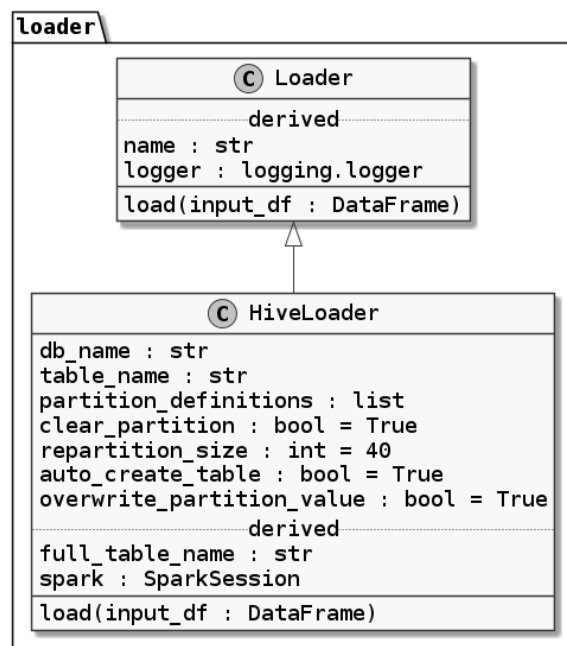 loader
C Loader
derived
name : str
logger : logging.logger
load(input_df : DataFrame)
C HiveLoader
db_name : str
table_name : str
partition_definitions : list
clear_partition : bool = True
repartition_size : int = 40
auto_create_table : bool = True
overwrite_partition_value : bool = True
derived
full_table_name : str
spark : SparkSession
load(input_df : DataFrame)